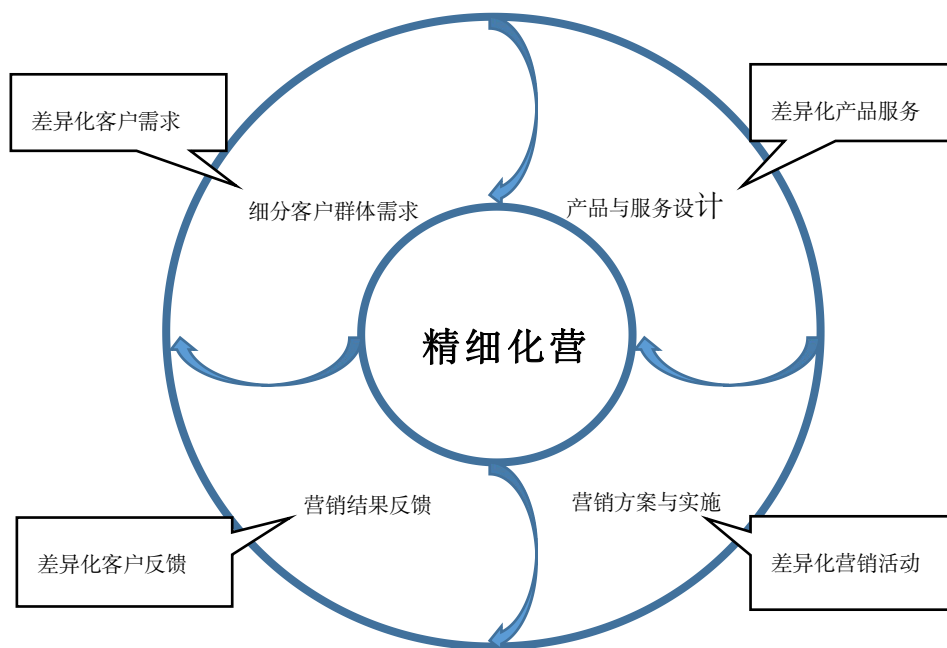 差异化客户需求
差异化产品服务
细分客户群体需求
产品与服务设计
精细化营
营销结果反馈
营销方案与实施
差异化客户反馈
差异化营销活动